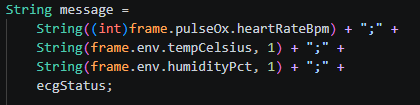 String message =
String((int)frame.pulseOx.heartRateBpm) + ";" +
String(frame.env.tempCelsius, 1) + ";" +
String(frame.env.humidityPct, 1) + ";" +
ecgStatus;